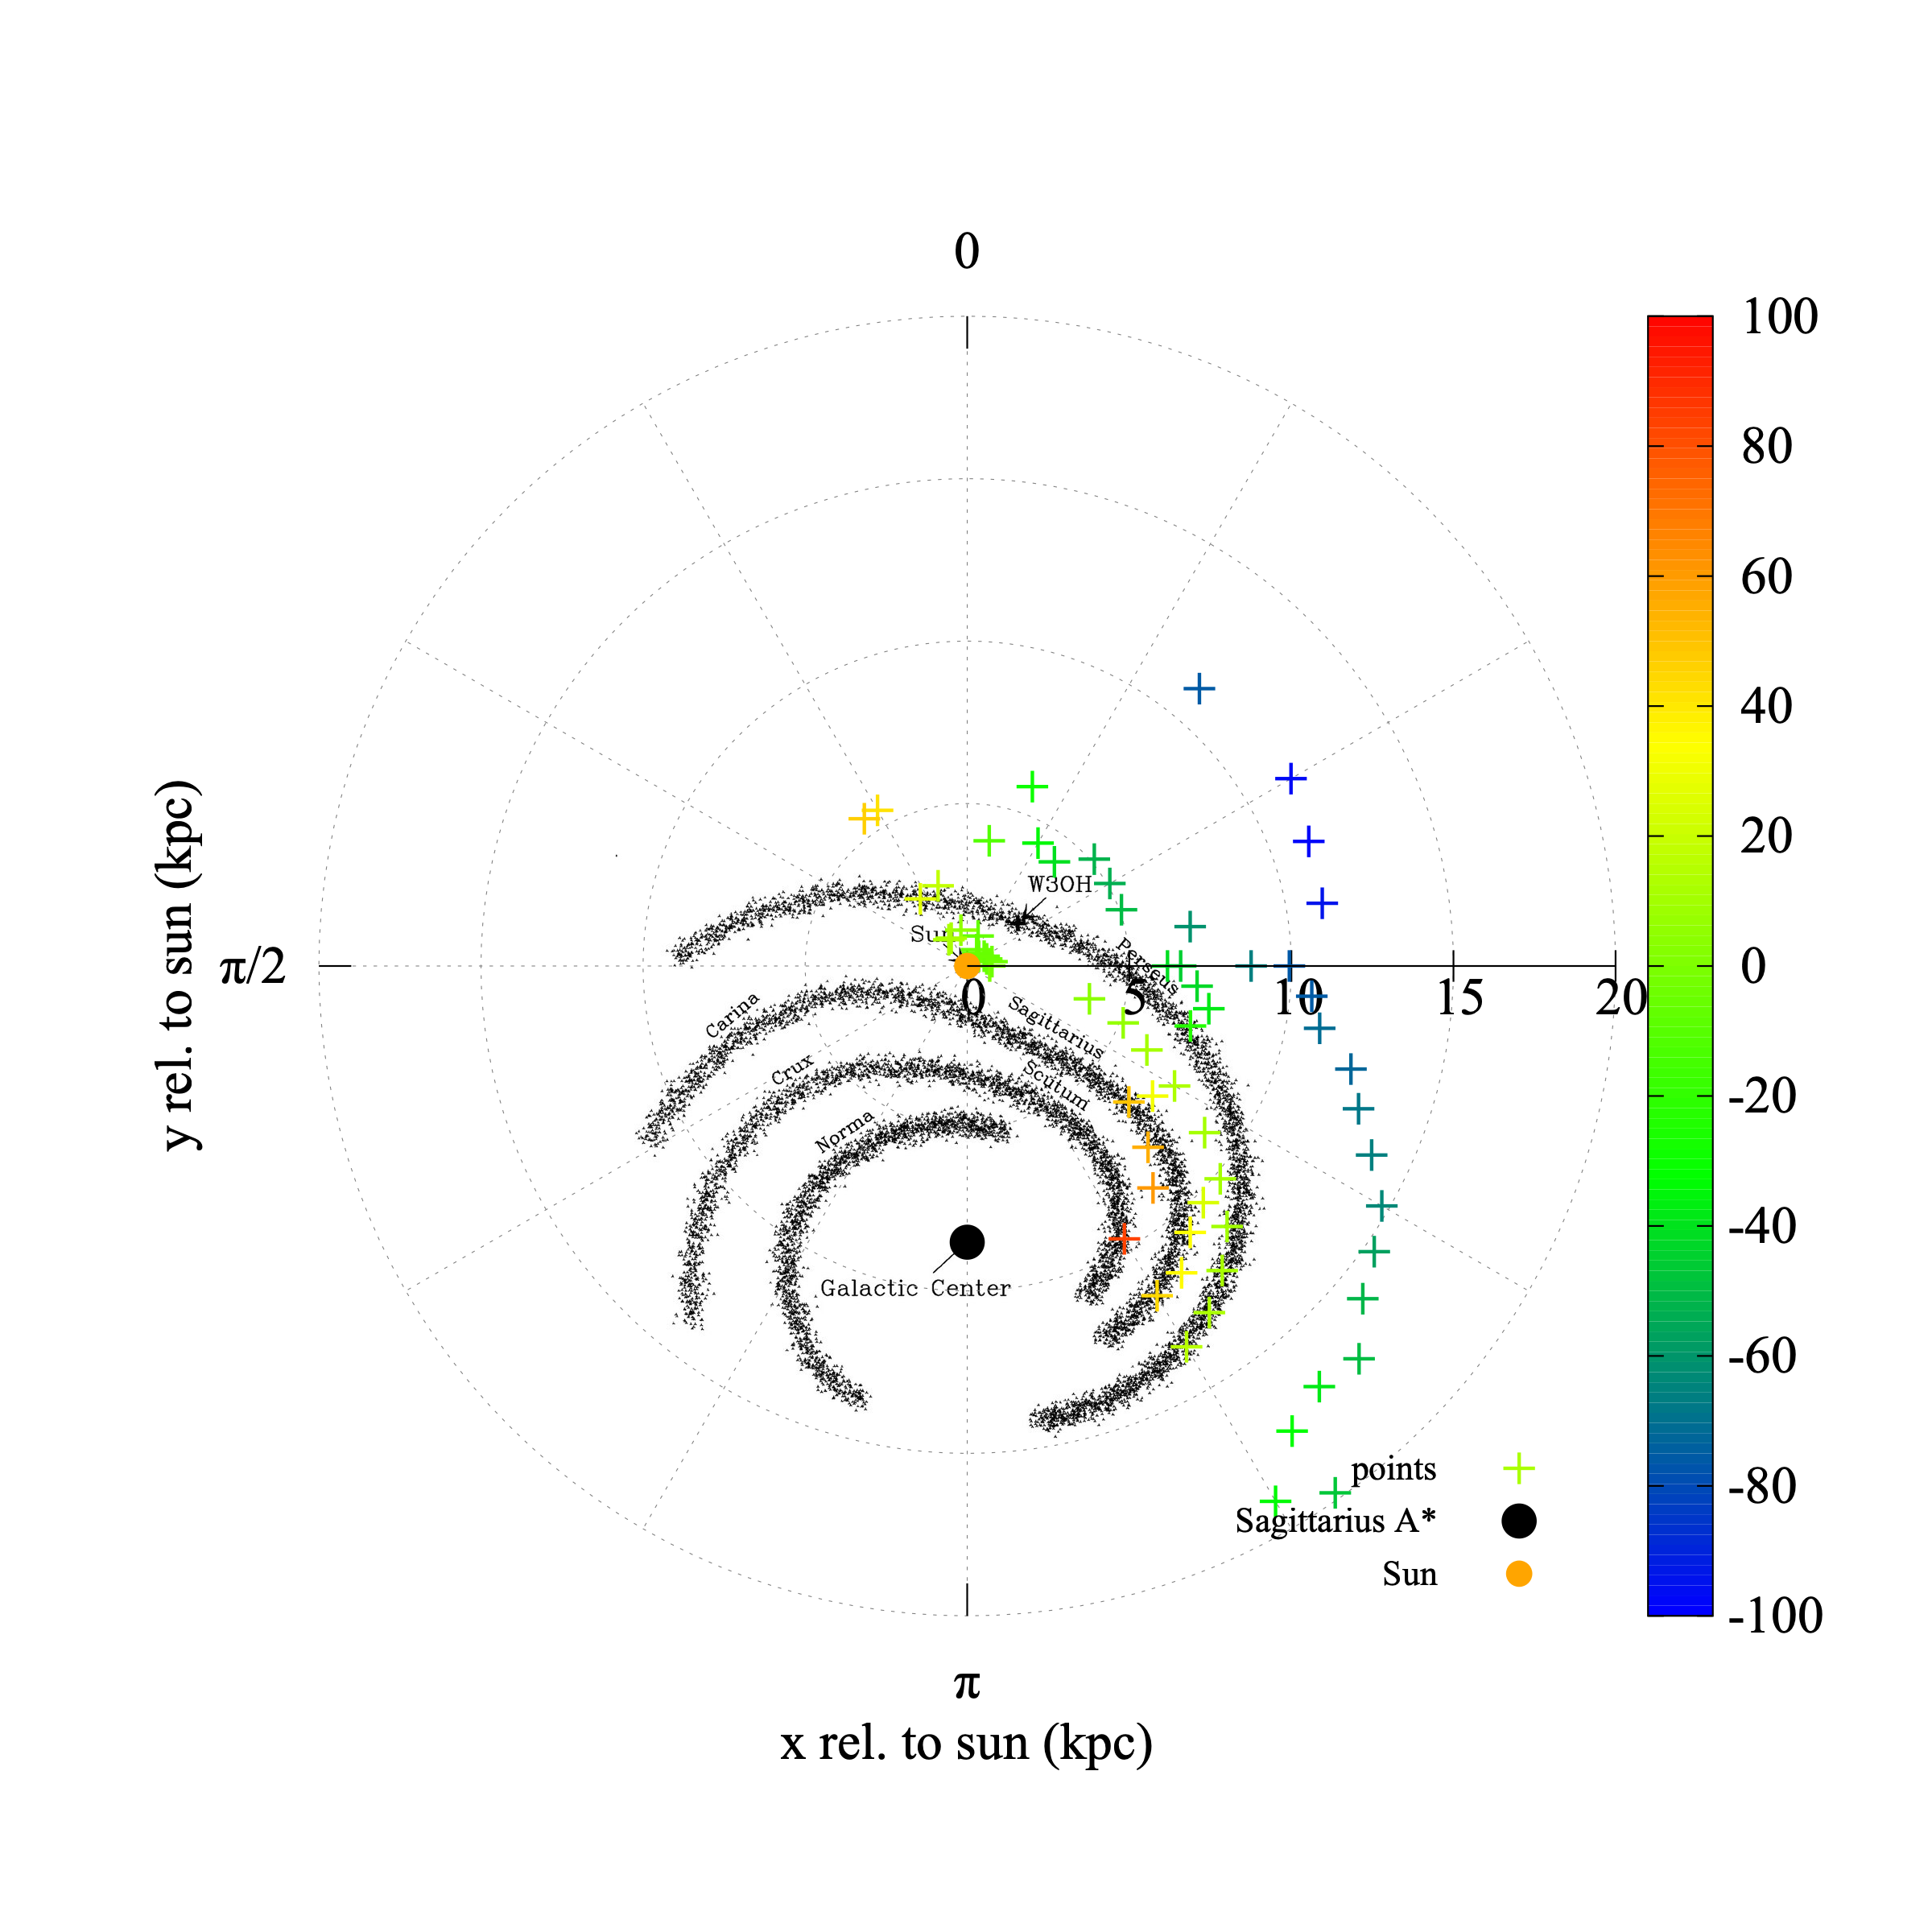 0
100
80
60
40
20
0
-20
-40
-60
-80
-100
y rel. to sun (kpc)
π/2
W3OH
Sun
Perseus
0
5
10
15
20
Carina
Sagittarius
Crux
Scutum
Norma
Galactic Center
points
Sagittarius A*
Sun
π
x rel. to sun (kpc)